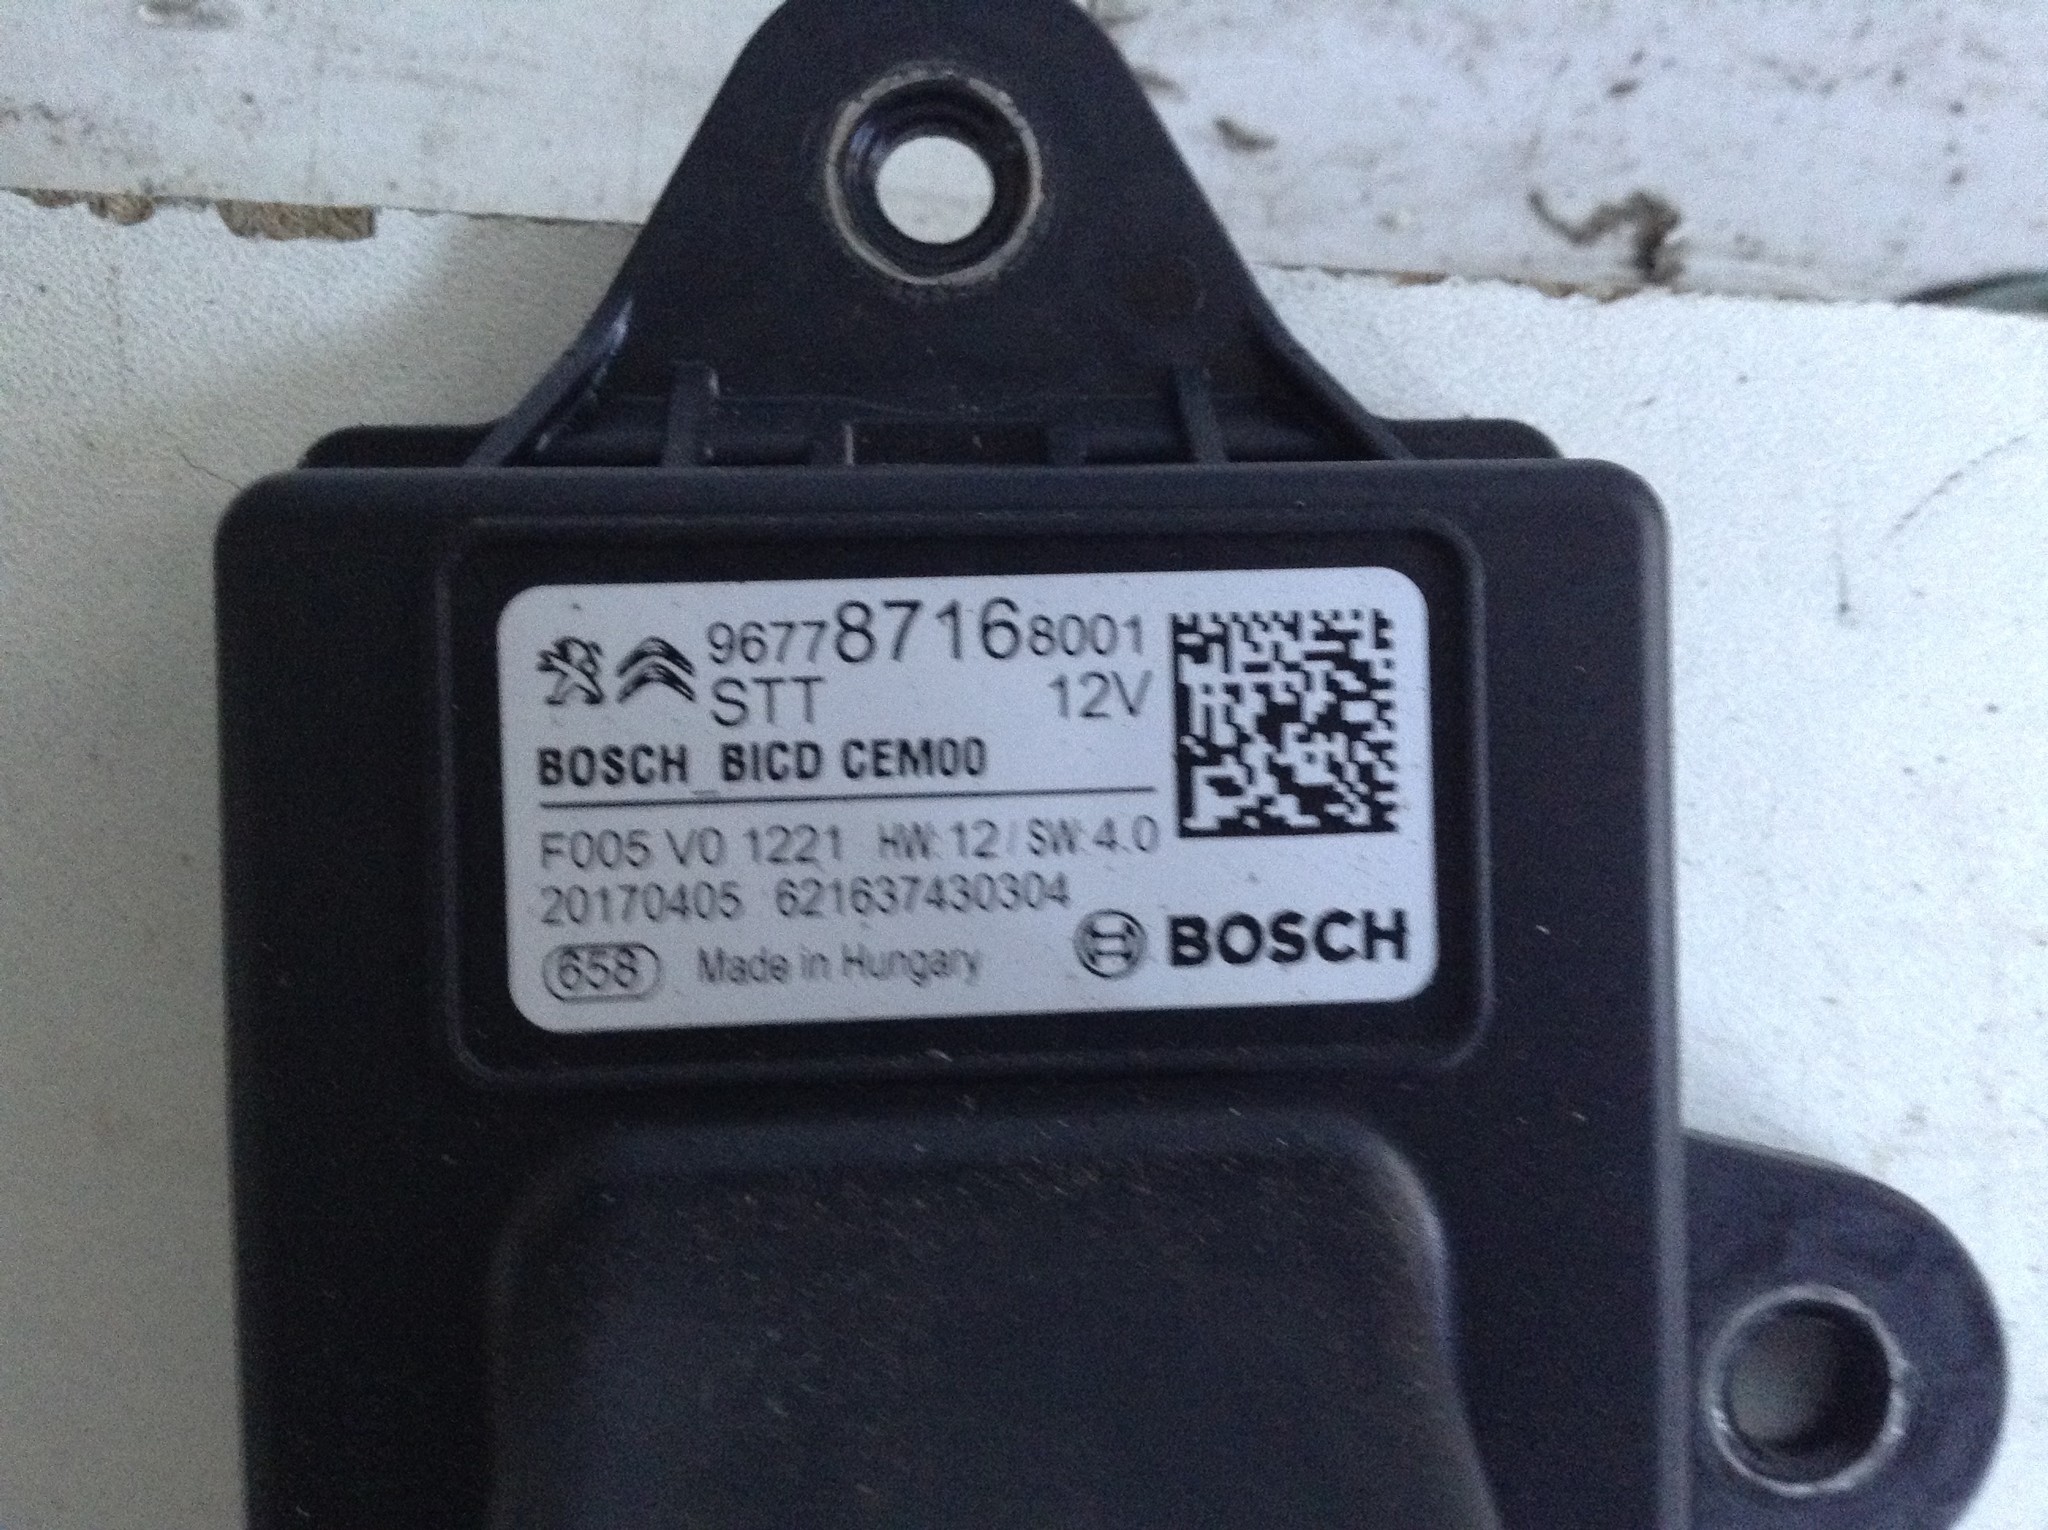 967787168001
STT 12V
BOSCH_BICD CEM00
F005 V0 1221 HW: 12 / SW: 4.0
20170405 621637430304
658 Made in Hungary BOSCH